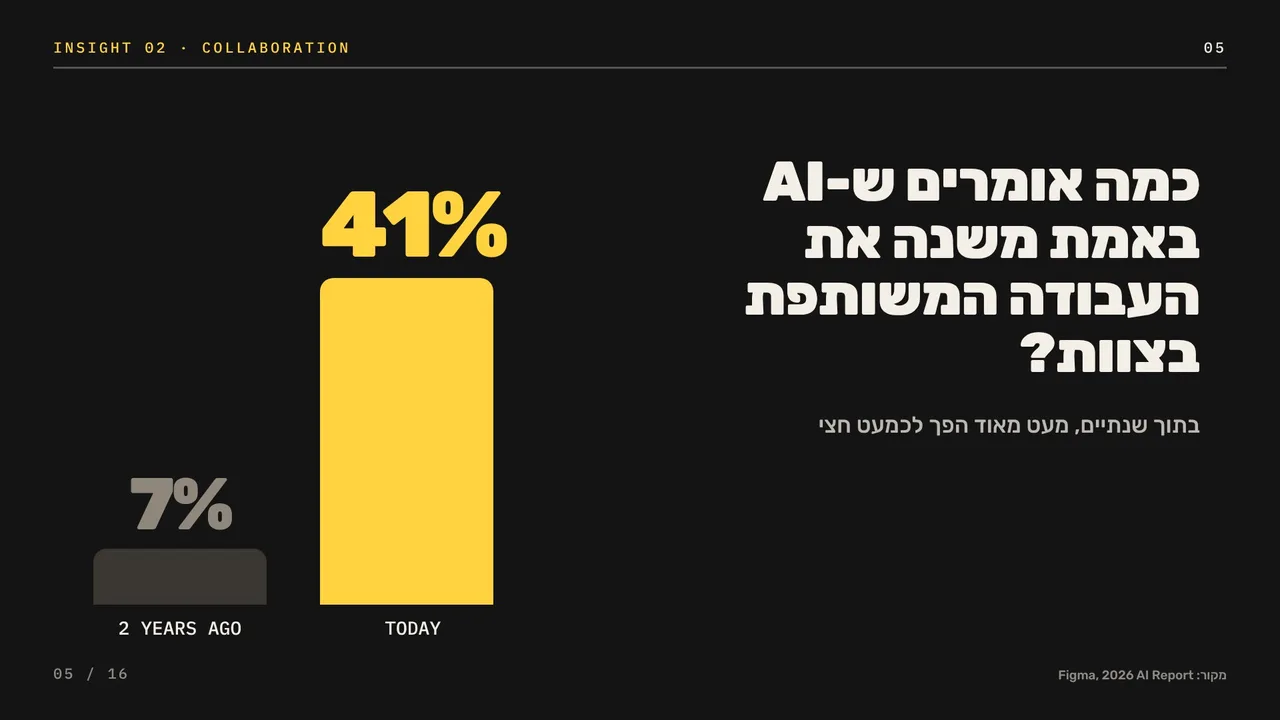 INSIGHT 02 · COLLABORATION
05
כמה אומרים ש-AI
באמת משנה את
העבודה המשותפת
בצוות?
בתוך שנתיים, מעט מאוד הפך לכמעט חצי
41%
7%
2 YEARS AGO
TODAY
05 / 16
מקור: Figma, 2026 AI Report